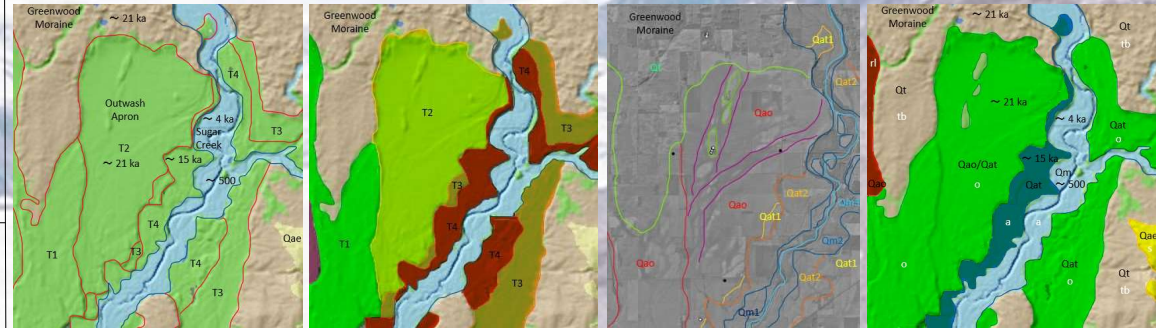 Greenwood
Moraine
~ 21 ka
T4
Outwash
Apron
~ 4 ka
Sugar
Creek
T3
T2
~ 21 ka
~ 15 ka
~ 500
T4
Qae
T1
T3
T4
T3
Greenwood
Moraine
T4
T2
T3
T3
T4
T1
T4
T3
Greenwood
Moraine
Qat1
Qt
Qat2
Qao
Qat2
Qao
Qat1
Qm2
Qao
Qat1
Qat2
Qm1
Greenwood
Moraine
~ 21 ka
Qt
tb
rl
Qt
~ 21 ka
tb
~ 4 ka
Qat
o
~ 15 ka
Qao/Qat
Qm
Qao
o
Qat
~ 500
a
a
Qae
s
Qat
o
Qt
o
tb